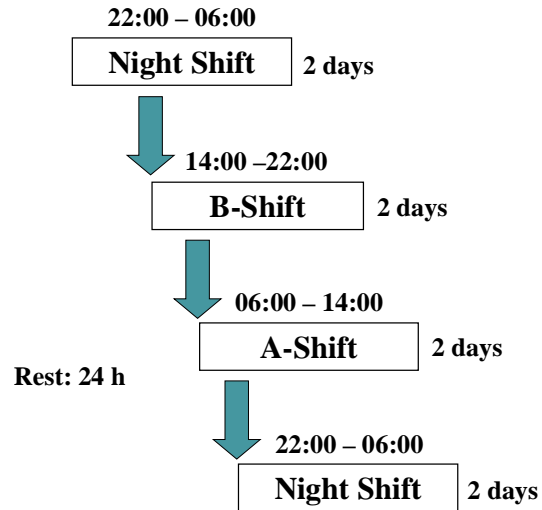 22:00 – 06:00
Night Shift
2 days
14:00 –22:00
B-Shift
2 days
06:00 – 14:00
A-Shift
2 days
Rest: 24 h
22:00 – 06:00
Night Shift
2 days